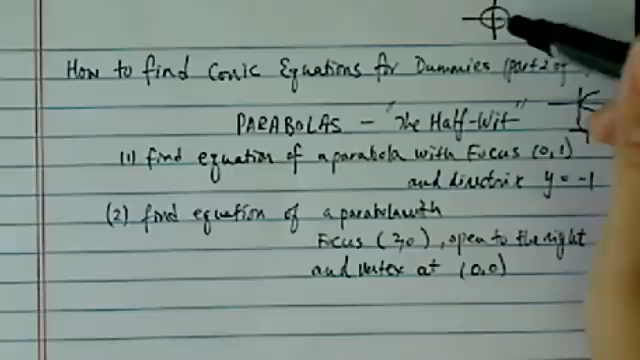 How to find Conic Equations for Dummies (part 2 of
PARABOLAS - "The Half-Wit"
(1) find equation of a parabola with Focus (0,1)
and directrix y = -1
(2) find equation of a parabola with
Focus (3,0), open to the right
and vertex at (0,0)